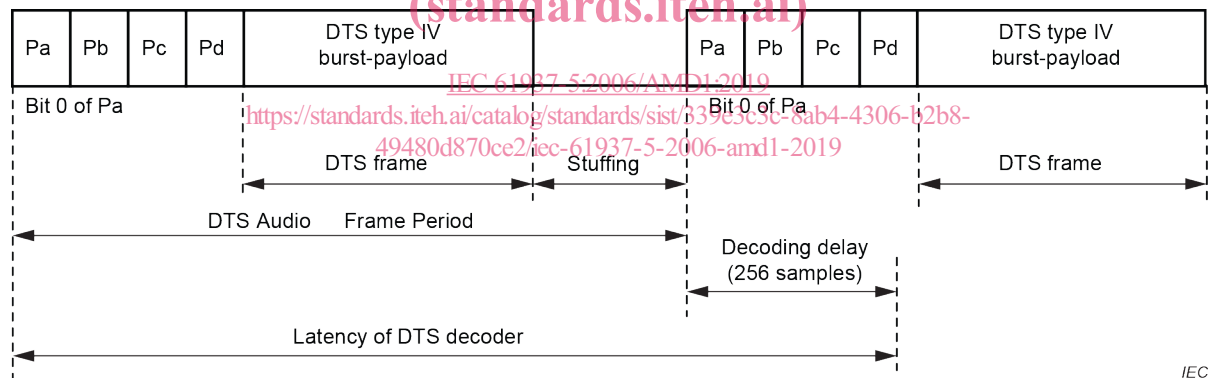 (standards.iteh.ai)
Pa Pb Pc Pd DTS type IV burst-payload Pa Pb Pc Pd DTS type IV burst-payload
IEC 61937-5:2006/AMD1:2019
Bit 0 of Pa Bit 0 of Pa
https://standards.iteh.ai/catalog/standards/sist/339e3c3c-8ab4-4306-b2b8-
49480d870ce2/iec-61937-5-2006-amd1-2019
DTS frame Stuffing DTS frame
DTS Audio Frame Period
Decoding delay
(256 samples)
Latency of DTS decoder
IEC